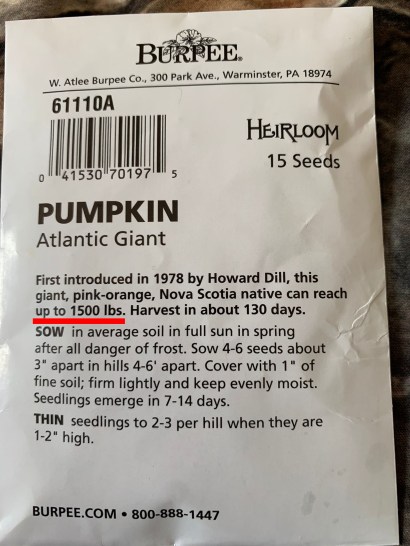 BURPEE.
W. Atlee Burpee Co., 300 Park Ave., Warminster, PA 18974
61110A
HEIRLOOM
15 Seeds
0 41530 70197 5
PUMPKIN
Atlantic Giant
First introduced in 1978 by Howard Dill, this
giant, pink-orange, Nova Scotia native can reach
up to 1500 lbs. Harvest in about 130 days.
SOW in average soil in full sun in spring
after all danger of frost. Sow 4-6 seeds about
3" apart in hills 4-6' apart. Cover with 1" of
fine soil; firm lightly and keep evenly moist.
Seedlings emerge in 7-14 days.
THIN seedlings to 2-3 per hill when they are
1-2" high.
BURPEE.COM • 800-888-1447